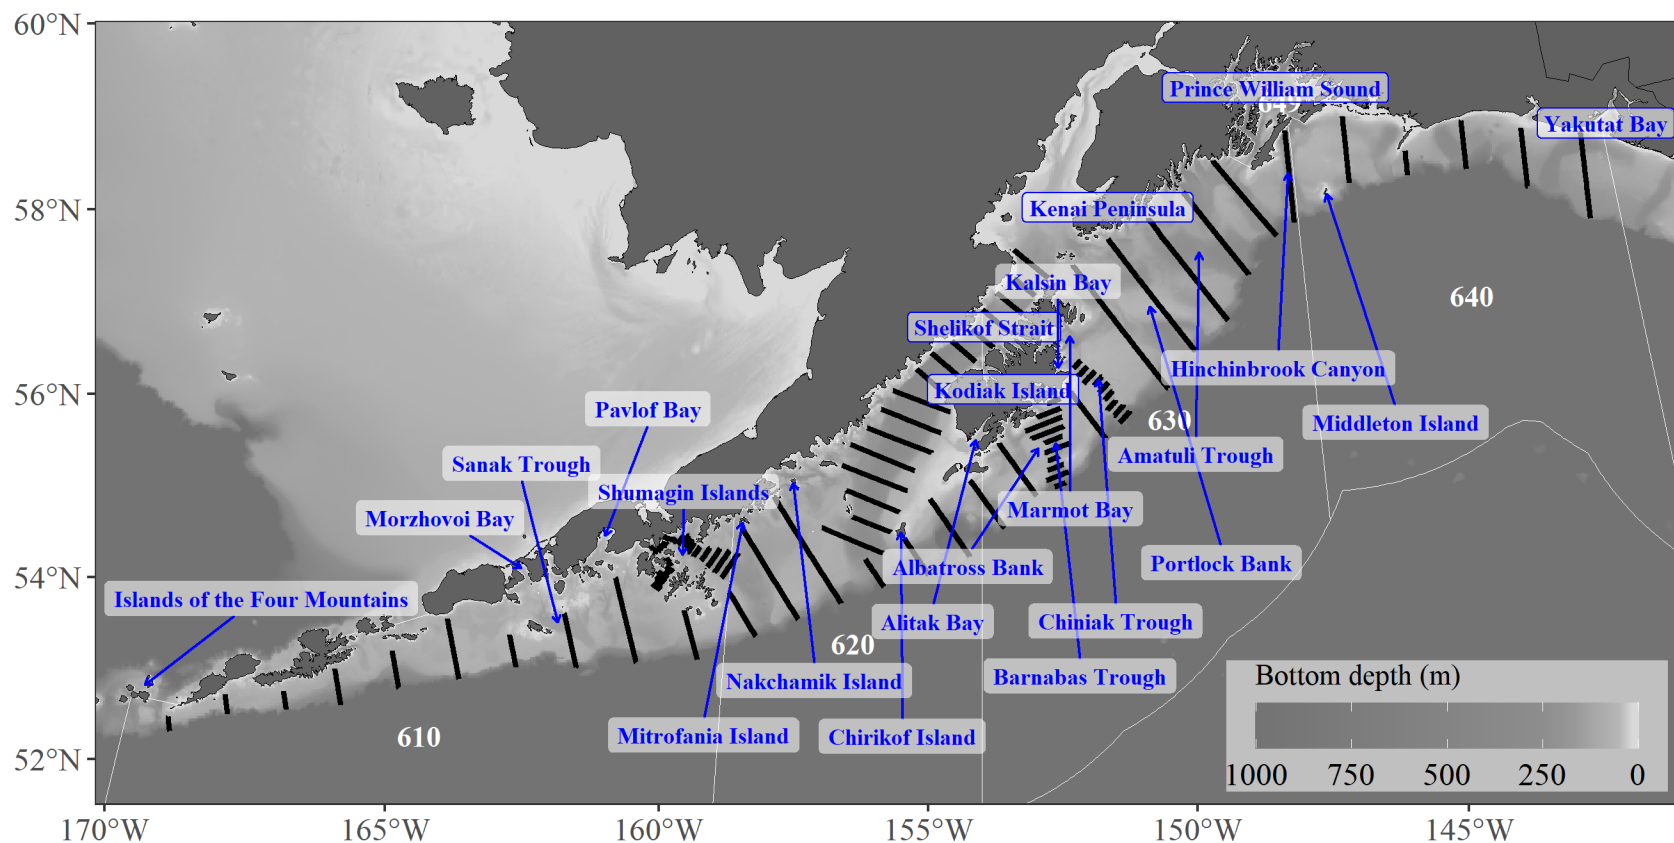 60°N
58°N
56°N
54°N
52°N
170°W
165°W
160°W
155°W
150°W
145°W
Prince William Sound
649
Yakutat Bay
Kenai Peninsula
Kalsin Bay
640
Shelikof Strait
Hinchinbrook Canyon
Kodiak Island
Pavlof Bay
630
Middleton Island
Amatuli Trough
Sanak Trough
Shumagin Islands
Marmot Bay
Morzhovoi Bay
Portlock Bank
Albatross Bank
Islands of the Four Mountains
Alitak Bay
Chiniak Trough
620
Barnabas Trough
Nakchamik Island
Mitrofania Island
Chirikof Island
610
Bottom depth (m)
1000 750 500 250 0